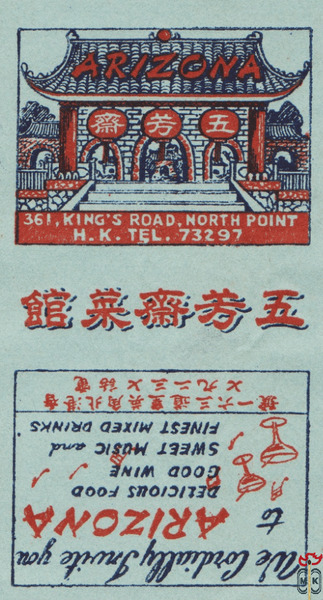 ARIZONA
五芳齋
361, KING'S ROAD, NORTH POINT
H.K. TEL. 73297
五芳齋菜館
We Cordially Invite you
to ARIZONA
DELICIOUS FOOD
GOOD WINE
SWEET MUSIC and
FINEST MIXED DRINKS
香港北角英皇道三六一號
電話七三二九七
M K